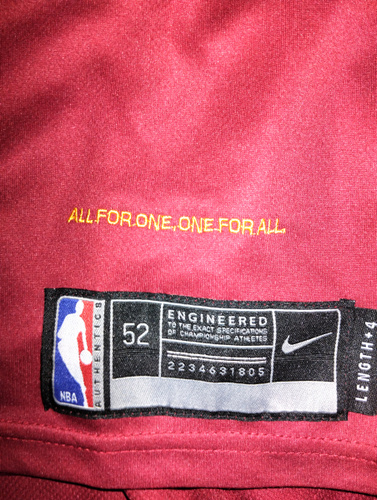 ALL.FOR.ONE,ONE.FOR.ALL.
NBA
AUTHENTICS
52
ENGINEERED
TO THE EXACT SPECIFICATIONS
OF CHAMPIONSHIP ATHLETES
2234631805
LENGTH+4